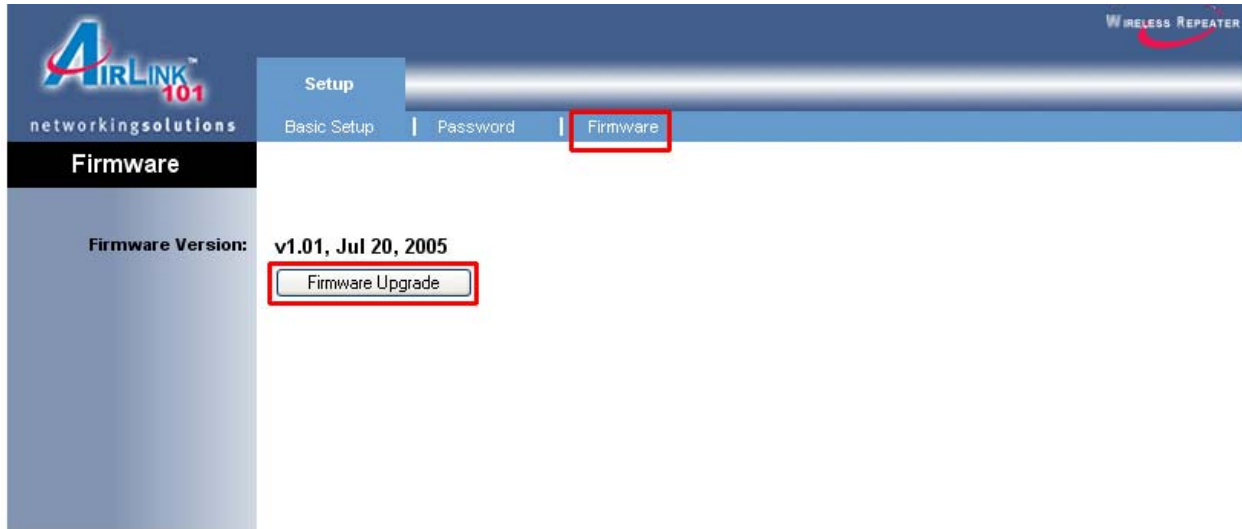 WIRELESS REPEATER
AIRLINK 101™
networkingsolutions
Setup
Basic Setup | Password | Firmware
Firmware
Firmware Version: v1.01, Jul 20, 2005
Firmware Upgrade